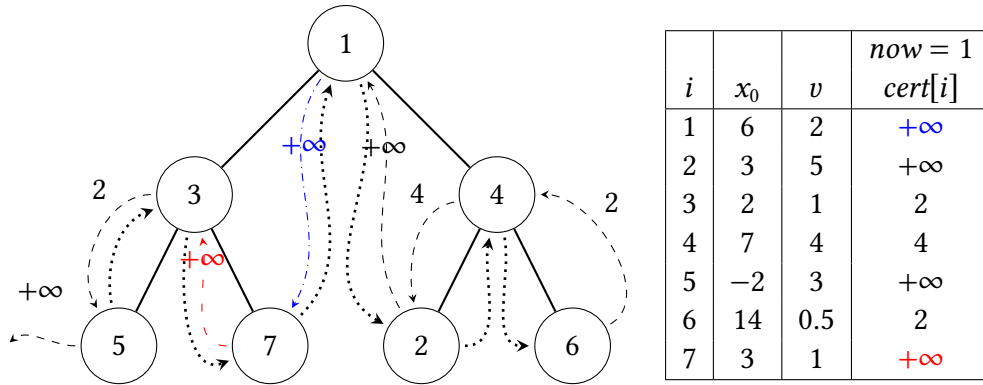 1
+∞ +∞
3 4
2 4 2
+∞
+∞
5 7 2 6
now = 1
i x₀ v cert[i]
1 6 2 +∞
2 3 5 +∞
3 2 1 2
4 7 4 4
5 −2 3 +∞
6 14 0.5 2
7 3 1 +∞